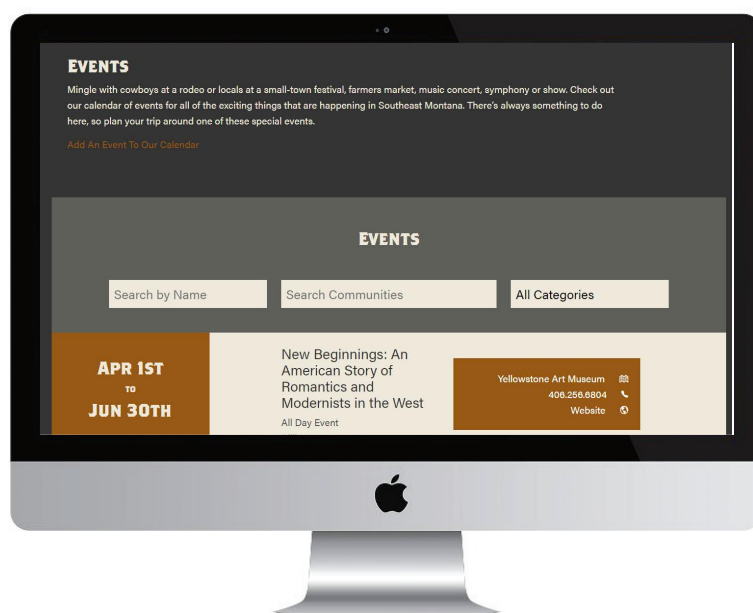 EVENTS
Mingle with cowboys at a rodeo or locals at a small-town festival, farmers market, music concert, symphony or show. Check out
our calendar of events for all of the exciting things that are happening in Southeast Montana. There's always something to do
here, so plan your trip around one of these special events.
Add An Event To Our Calendar
EVENTS
Search by Name
Search Communities
All Categories
APR 1ST
TO
JUN 30TH
New Beginnings: An
American Story of
Romantics and
Modernists in the West
All Day Event
Yellowstone Art Museum
406.256.6804
Website